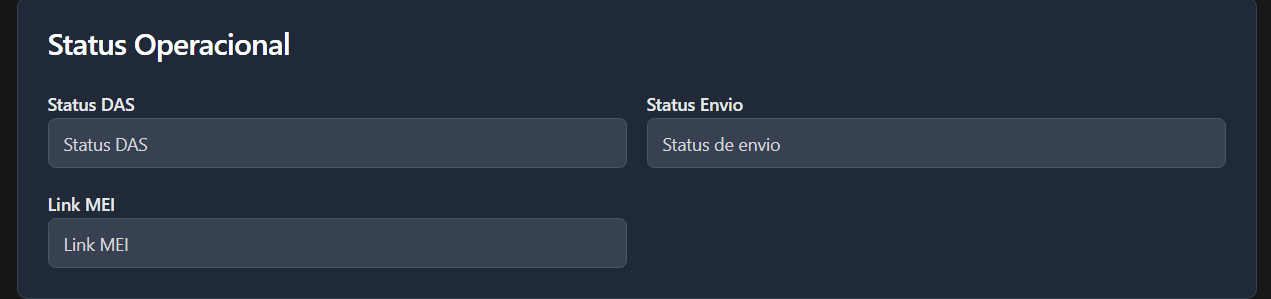 Status Operacional
Status DAS
Status Envio
Status DAS
Status de envio
Link MEI
Link MEI